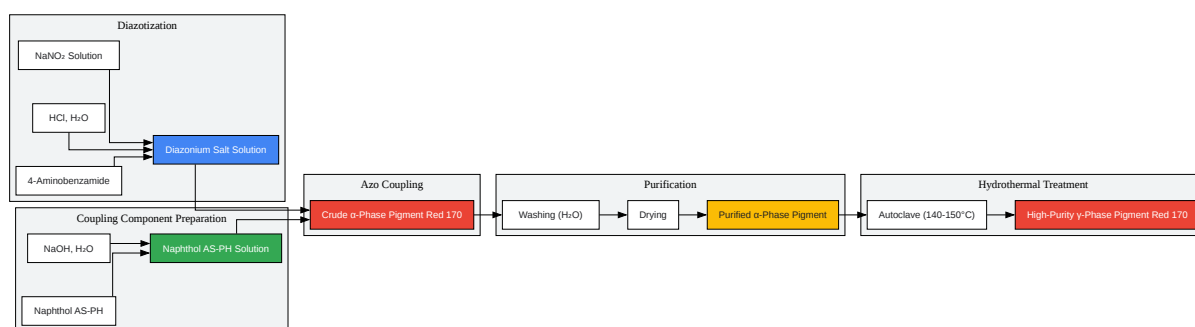 Diazotization
NaNO₂ Solution
HCl, H₂O
Diazonium Salt Solution
4-Aminobenzamide
Coupling Component Preparation
NaOH, H₂O
Naphthol AS-PH Solution
Naphthol AS-PH
Azo Coupling
Crude α-Phase Pigment Red 170
Purification
Washing (H₂O)
Drying
Purified α-Phase Pigment
Hydrothermal Treatment
Autoclave (140-150°C)
High-Purity γ-Phase Pigment Red 170